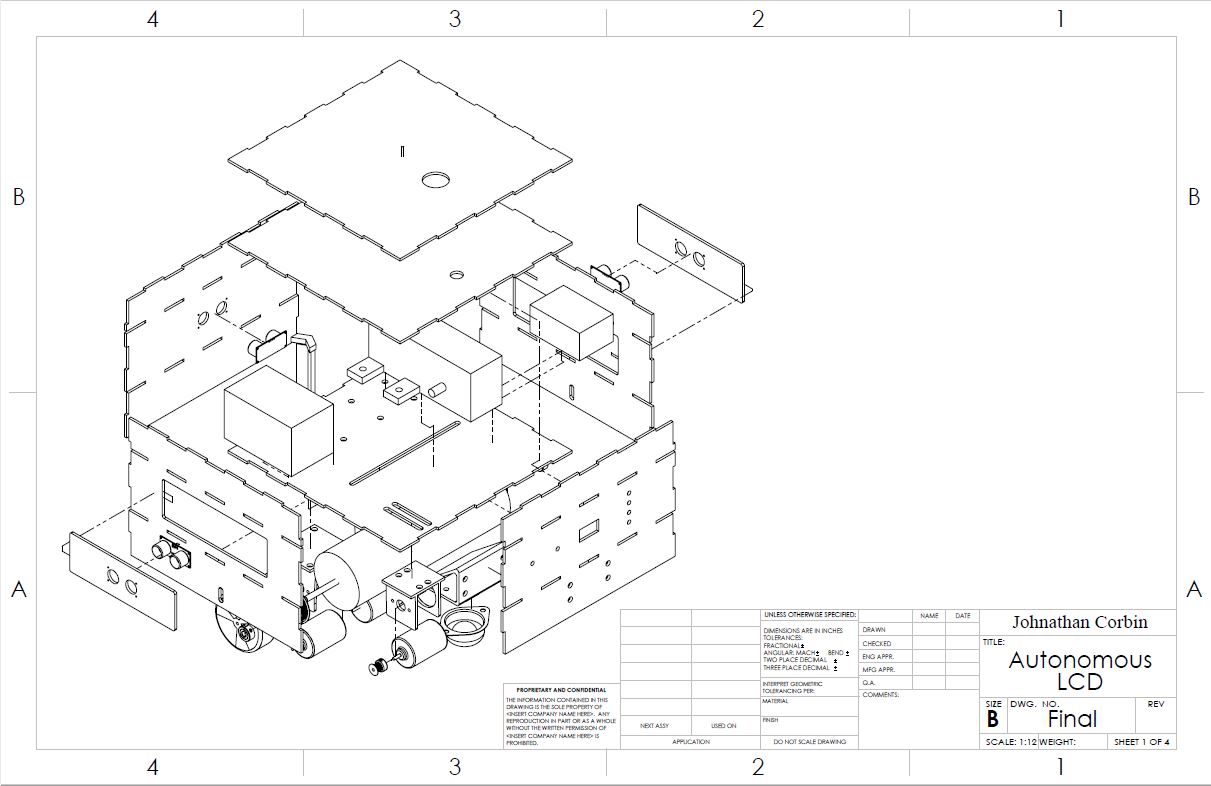 4 3 2 1
B B
A A
UNLESS OTHERWISE SPECIFIED:
DIMENSIONS ARE IN INCHES
TOLERANCES:
FRACTIONAL±
ANGULAR: MACH± BEND ±
TWO PLACE DECIMAL ±
THREE PLACE DECIMAL ±
INTERPRET GEOMETRIC
TOLERANCING PER:
MATERIAL
FINISH
DO NOT SCALE DRAWING
NAME DATE
DRAWN
CHECKED
ENG APPR.
MFG APPR.
Q.A.
COMMENTS:
Johnathan Corbin
TITLE:
Autonomous
LCD
SIZE DWG. NO. REV
B Final
SCALE: 1:12 WEIGHT: SHEET 1 OF 4
PROPRIETARY AND CONFIDENTIAL
THE INFORMATION CONTAINED IN THIS
DRAWING IS THE SOLE PROPERTY OF
<INSERT COMPANY NAME HERE>. ANY
REPRODUCTION IN PART OR AS A WHOLE
WITHOUT THE WRITTEN PERMISSION OF
<INSERT COMPANY NAME HERE> IS
PROHIBITED.
NEXT ASSY USED ON
APPLICATION
4 3 2 1